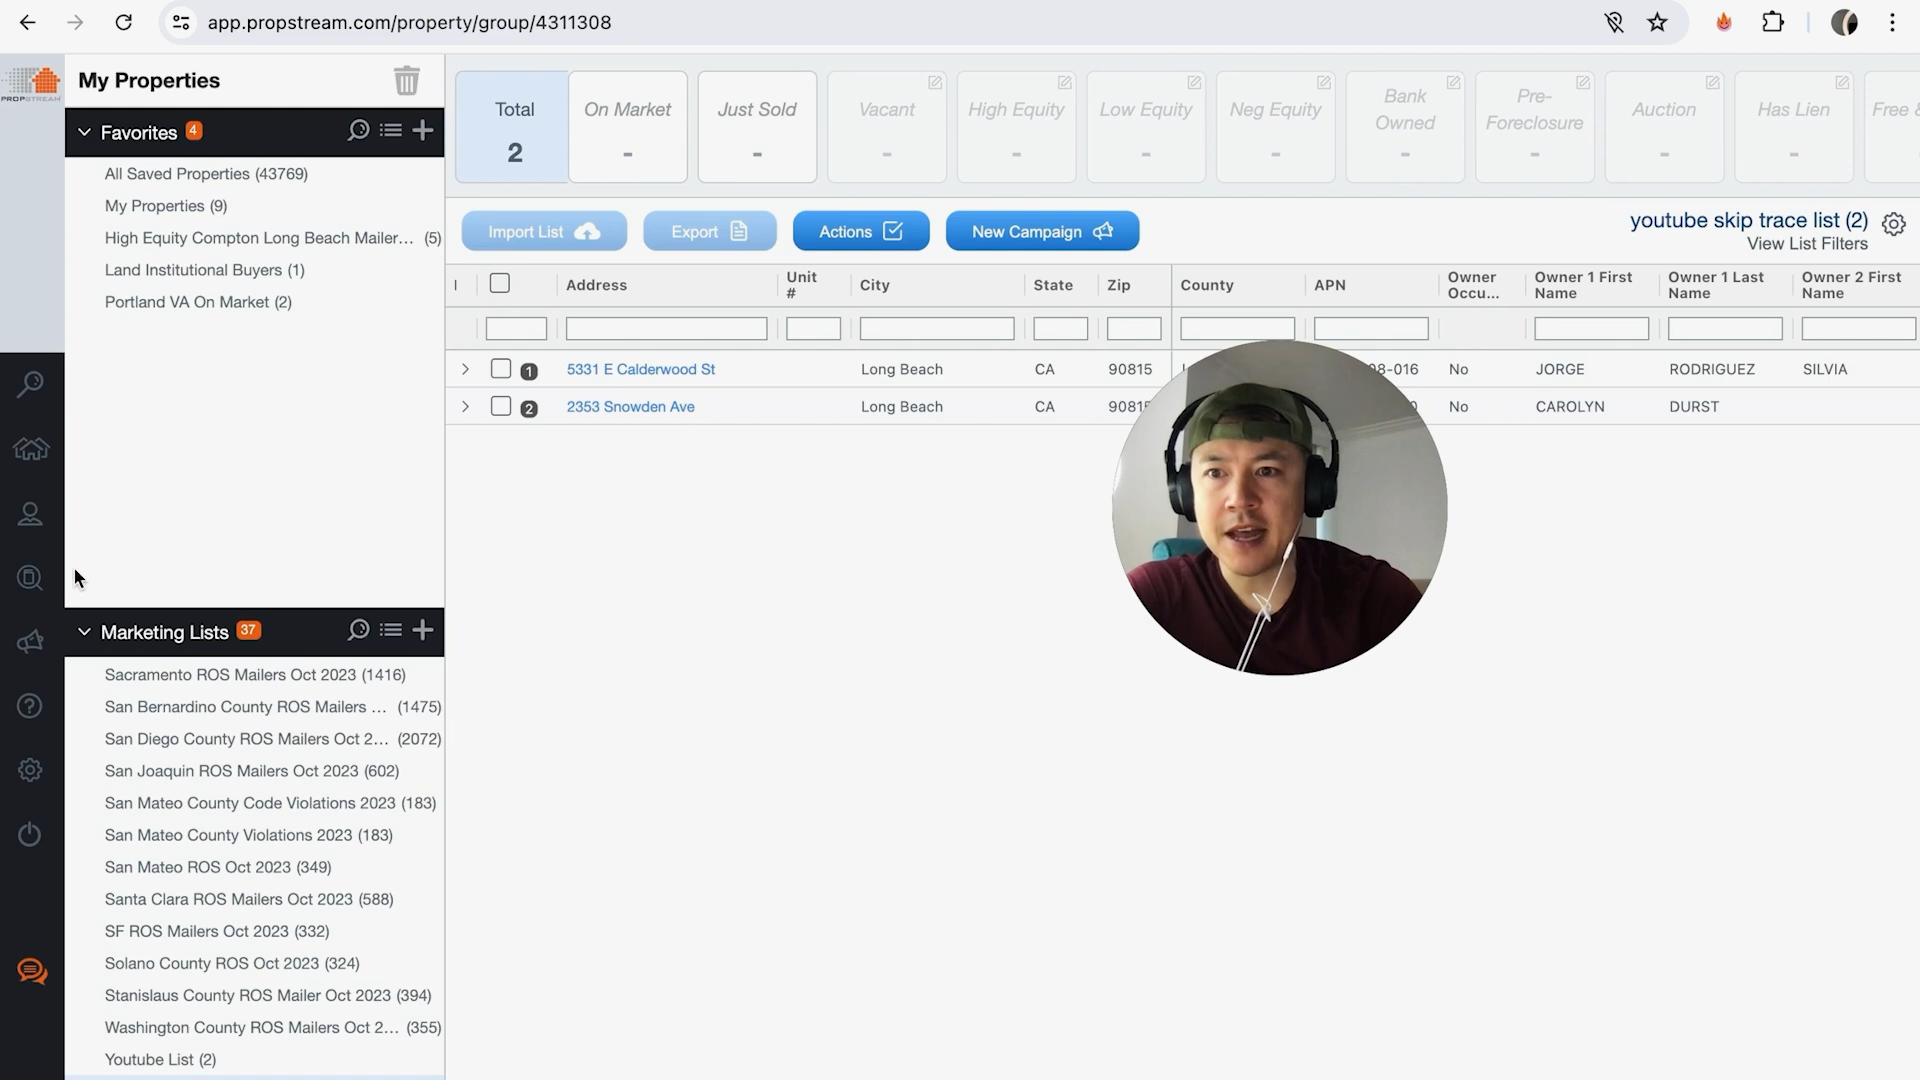 app.propstream.com/property/group/4311308
PROPSTREAM
My Properties
Favorites 4
All Saved Properties (43769)
My Properties (9)
High Equity Compton Long Beach Mailer... (5)
Land Institutional Buyers (1)
Portland VA On Market (2)
Marketing Lists 37
Sacramento ROS Mailers Oct 2023 (1416)
San Bernardino County ROS Mailers ... (1475)
San Diego County ROS Mailers Oct 2... (2072)
San Joaquin ROS Mailers Oct 2023 (602)
San Mateo County Code Violations 2023 (183)
San Mateo County Violations 2023 (183)
San Mateo ROS Oct 2023 (349)
Santa Clara ROS Mailers Oct 2023 (588)
SF ROS Mailers Oct 2023 (332)
Solano County ROS Oct 2023 (324)
Stanislaus County ROS Mailer Oct 2023 (394)
Washington County ROS Mailers Oct 2... (355)
Youtube List (2)
Total On Market Just Sold Vacant High Equity Low Equity Neg Equity Bank Owned Pre-Foreclosure Auction Has Lien Free
2 - - - - - - - - - -
Import List Export Actions New Campaign
youtube skip trace list (2)
View List Filters
I Address Unit # City State Zip County APN Owner Occu... Owner 1 First Name Owner 1 Last Name Owner 2 First Name
1 5331 E Calderwood St Long Beach CA 90815 8-016 No JORGE RODRIGUEZ SILVIA
2 2353 Snowden Ave Long Beach CA 9081 No CAROLYN DURST